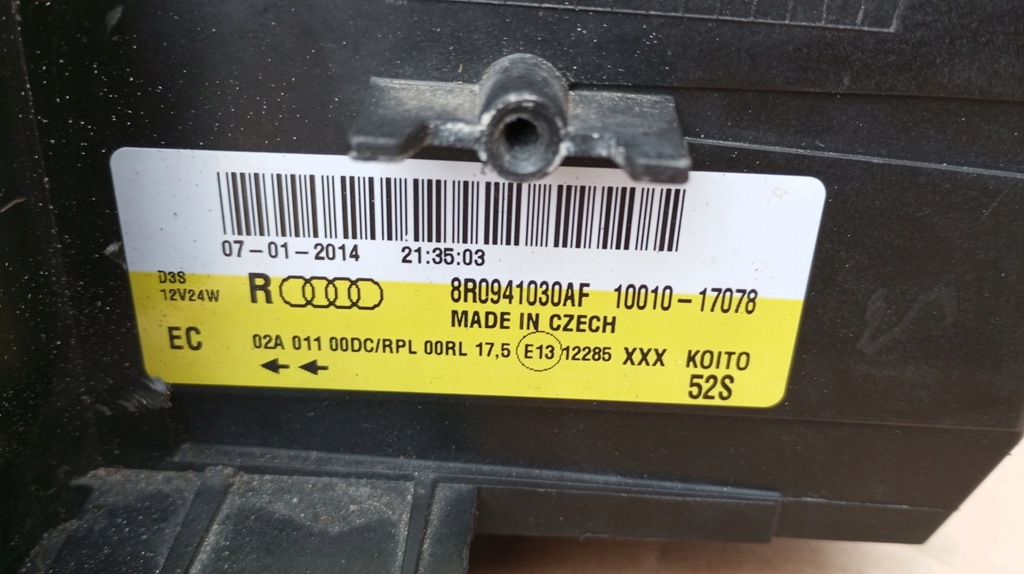 07-01-2014 21:35:03
D3S
12V24W
R 8R0941030AF 10010-17078
MADE IN CZECH
EC 02A 011 00DC/RPL 00RL 17,5 E13 12285 XXX KOITO
52S